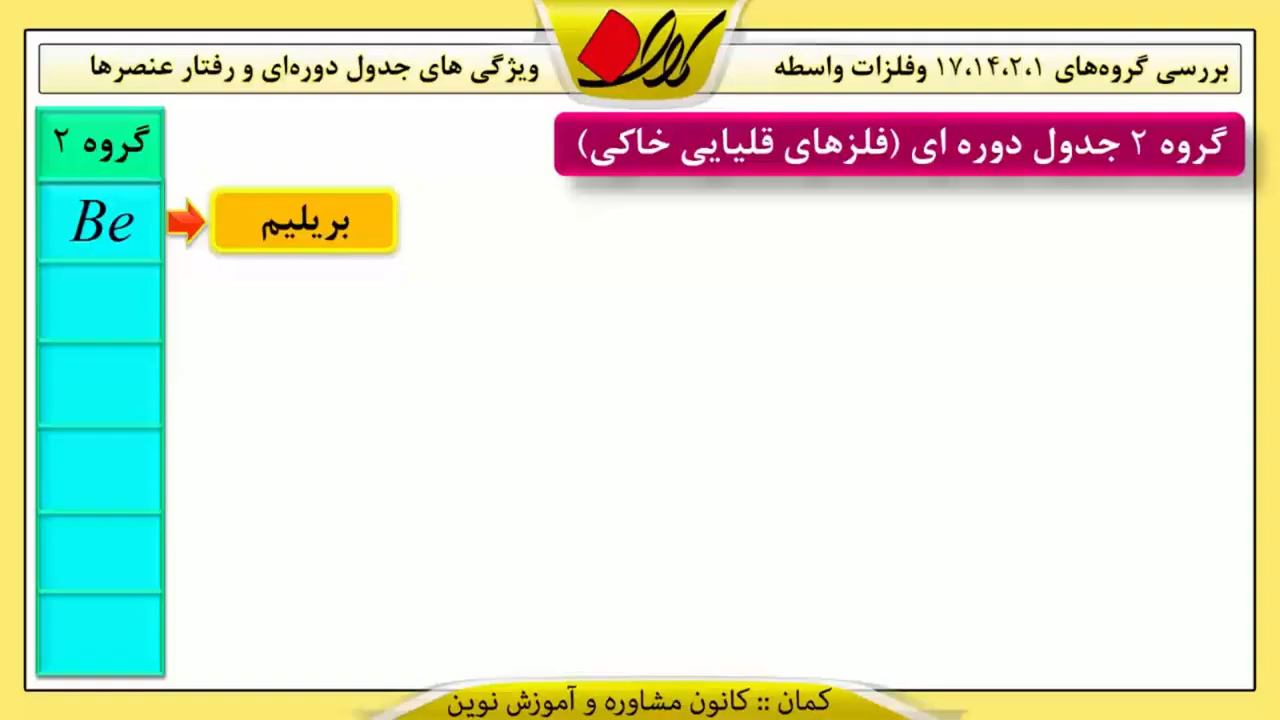 بررسی گروه‌های ۱،۲،۱۴،۱۷ وفلزات واسطه
کمان
ویژگی های جدول دوره‌ای و رفتار عنصرها
گروه ۲ جدول دوره ای (فلزهای قلیایی خاکی)
گروه ۲
Be
بریلیم
کمان :: کانون مشاوره و آموزش نوین